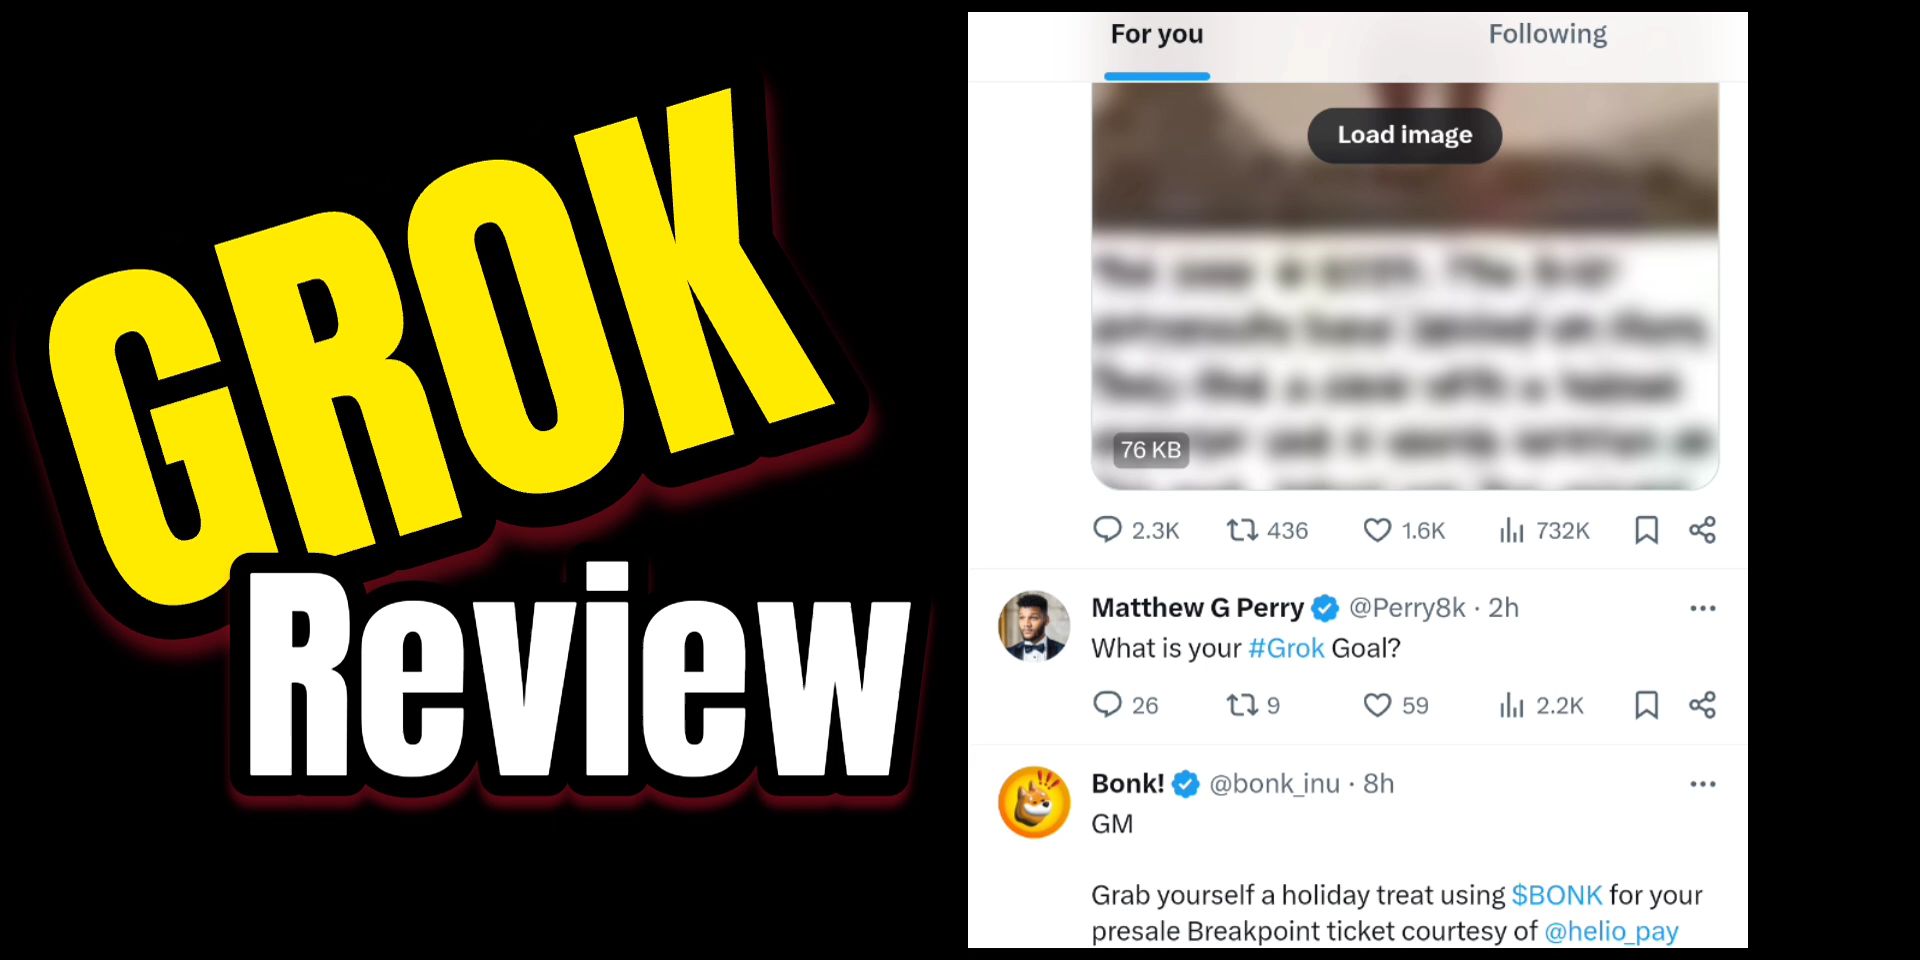 GROK
Review
For you
Following
Load image
76 KB
2.3K
436
1.6K
732K
Matthew G Perry @Perry8k · 2h
What is your #Grok Goal?
26
9
59
2.2K
Bonk! @bonk_inu · 8h
GM
Grab yourself a holiday treat using $BONK for your
presale Breakpoint ticket courtesy of @helio_pay